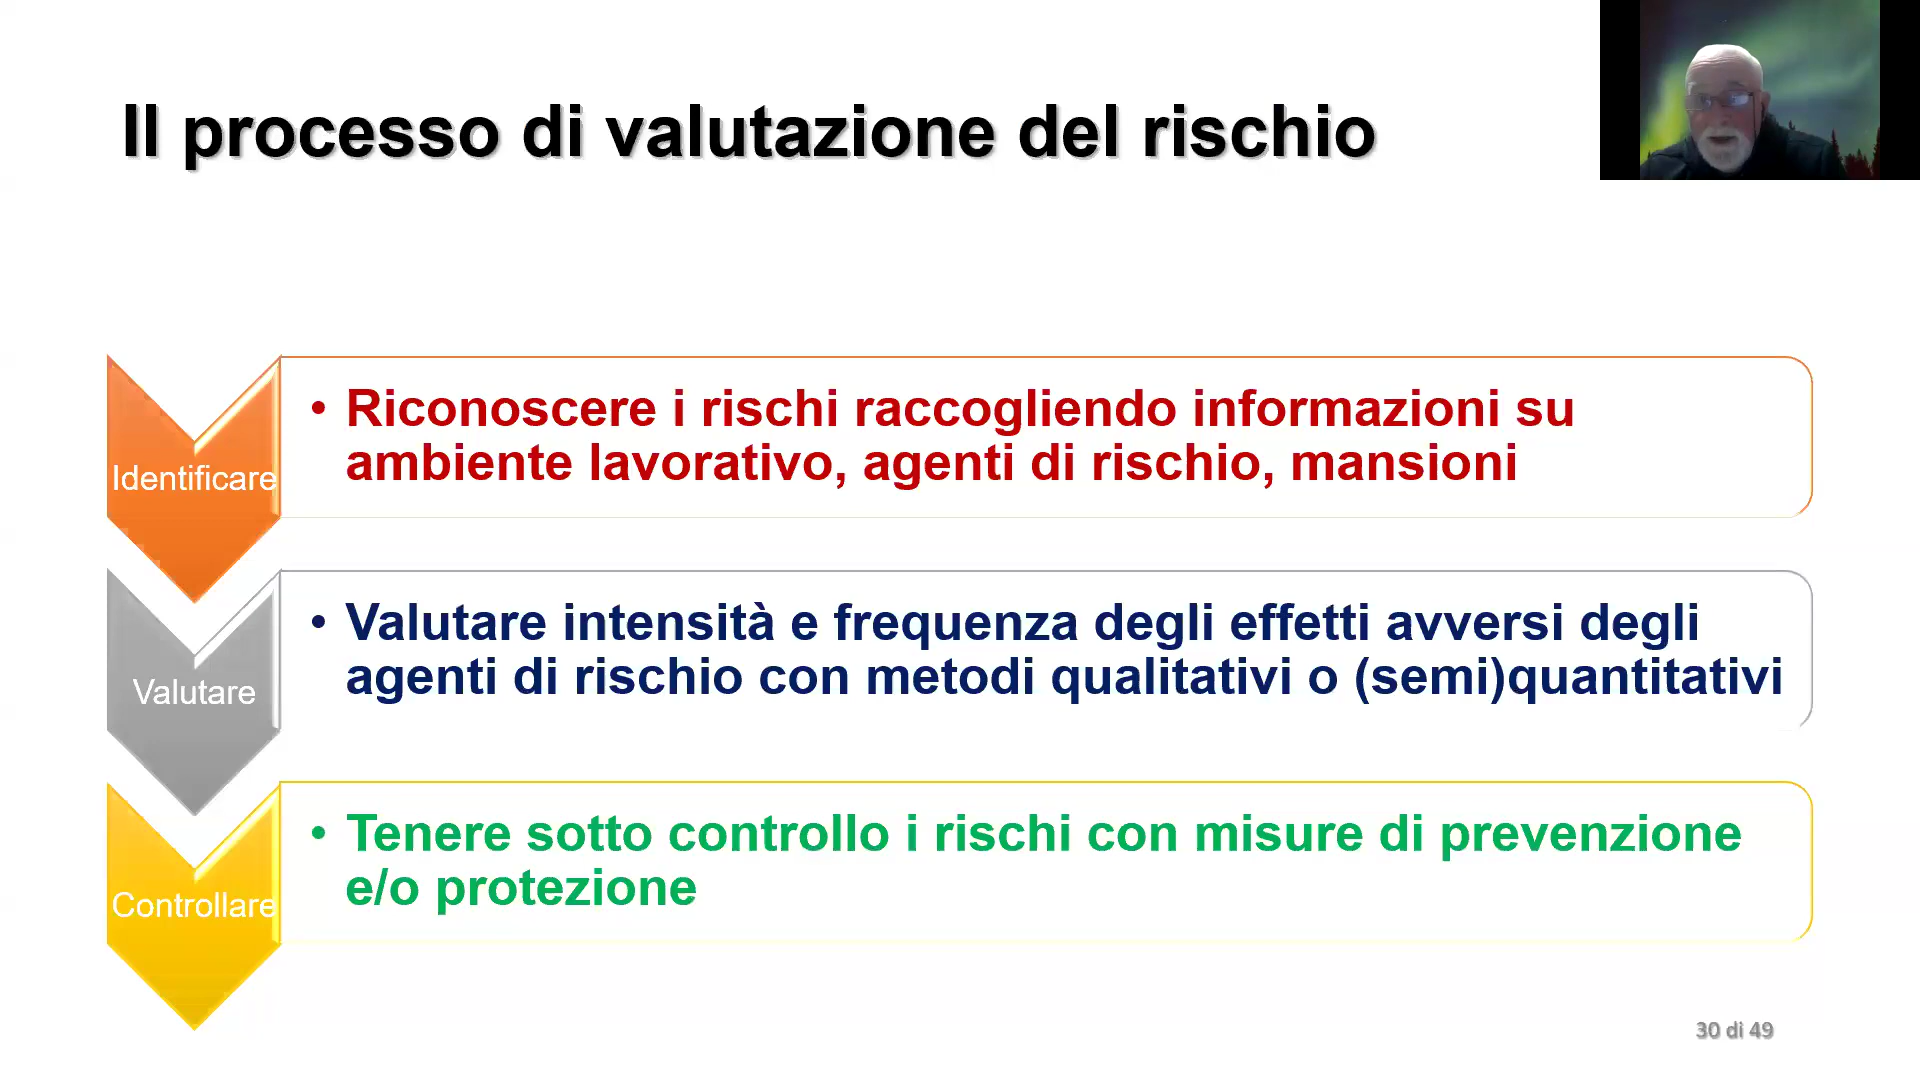 Il processo di valutazione del rischio
Identificare
• Riconoscere i rischi raccogliendo informazioni su
ambiente lavorativo, agenti di rischio, mansioni
Valutare
• Valutare intensità e frequenza degli effetti avversi degli
agenti di rischio con metodi qualitativi o (semi)quantitativi
Controllare
• Tenere sotto controllo i rischi con misure di prevenzione
e/o protezione
30 di 49